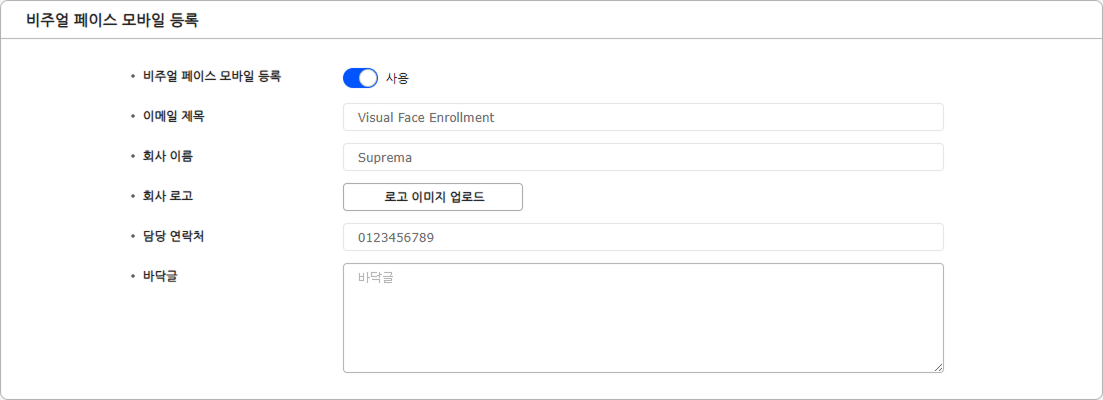 비주얼 페이스 모바일 등록
비주얼 페이스 모바일 등록 사용
이메일 제목 Visual Face Enrollment
회사 이름 Suprema
회사 로고 로고 이미지 업로드
담당 연락처 0123456789
바닥글 바닥글